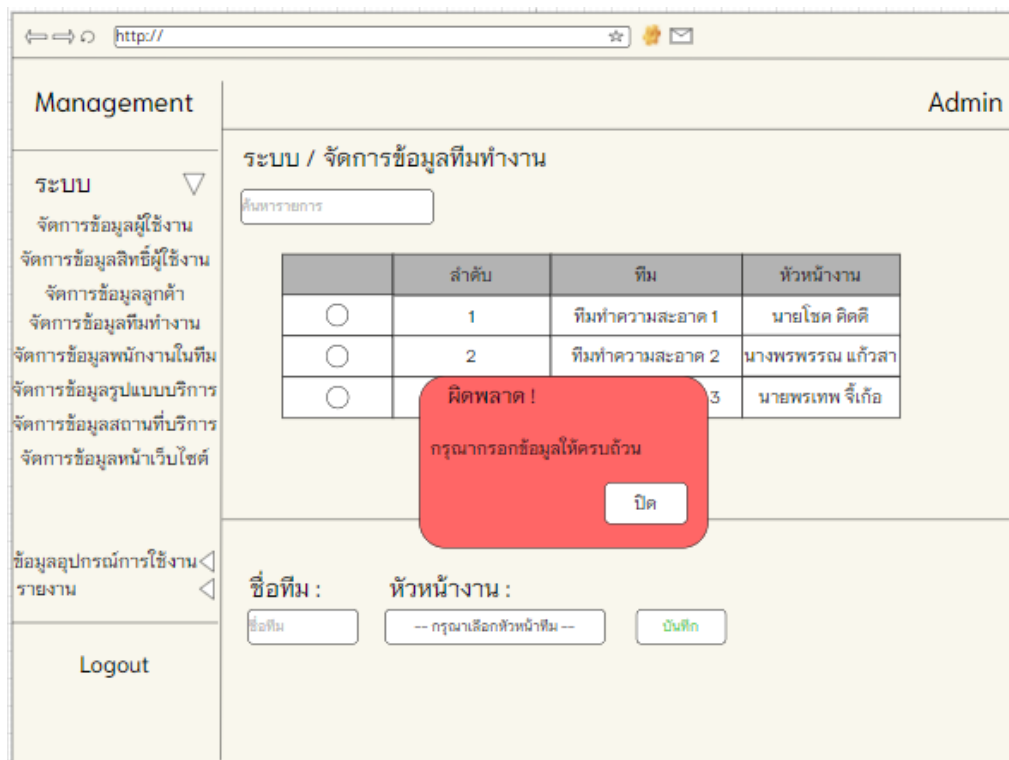 http://
Management
Admin
ระบบ / จัดการข้อมูลทีมทำงาน
ค้นหารายการ
ระบบ
จัดการข้อมูลผู้ใช้งาน
จัดการข้อมูลสิทธิ์ผู้ใช้งาน
จัดการข้อมูลลูกค้า
จัดการข้อมูลทีมทำงาน
จัดการข้อมูลพนักงานในทีม
จัดการข้อมูลรูปแบบบริการ
จัดการข้อมูลสถานที่บริการ
จัดการข้อมูลหน้าเว็บไซต์
ข้อมูลอุปกรณ์การใช้งาน
รายงาน
Logout
ลำดับ ทีม หัวหน้างาน
1 ทีมทำความสะอาด 1 นายโชค คิดดี
2 ทีมทำความสะอาด 2 นางพรพรรณ แก้วสา
3 นายพรเทพ จี้เก้อ
ผิดพลาด !
กรุณากรอกข้อมูลให้ครบถ้วน
ปิด
ชื่อทีม : หัวหน้างาน :
ชื่อทีม -- กรุณาเลือกหัวหน้าทีม -- บันทึก